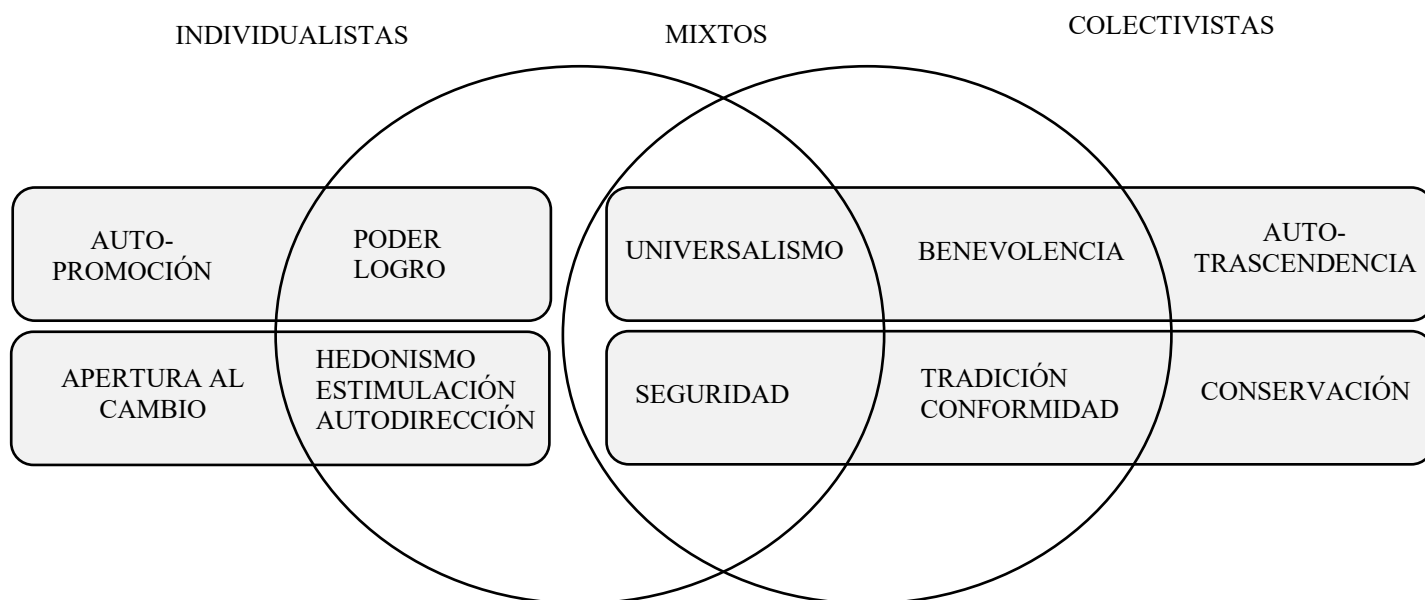 INDIVIDUALISTAS
MIXTOS
COLECTIVISTAS
AUTO-
PROMOCIÓN
PODER
LOGRO
UNIVERSALISMO
BENEVOLENCIA
AUTO-
TRASCENDENCIA
APERTURA AL
CAMBIO
HEDONISMO
ESTIMULACIÓN
AUTODIRECCIÓN
SEGURIDAD
TRADICIÓN
CONFORMIDAD
CONSERVACIÓN